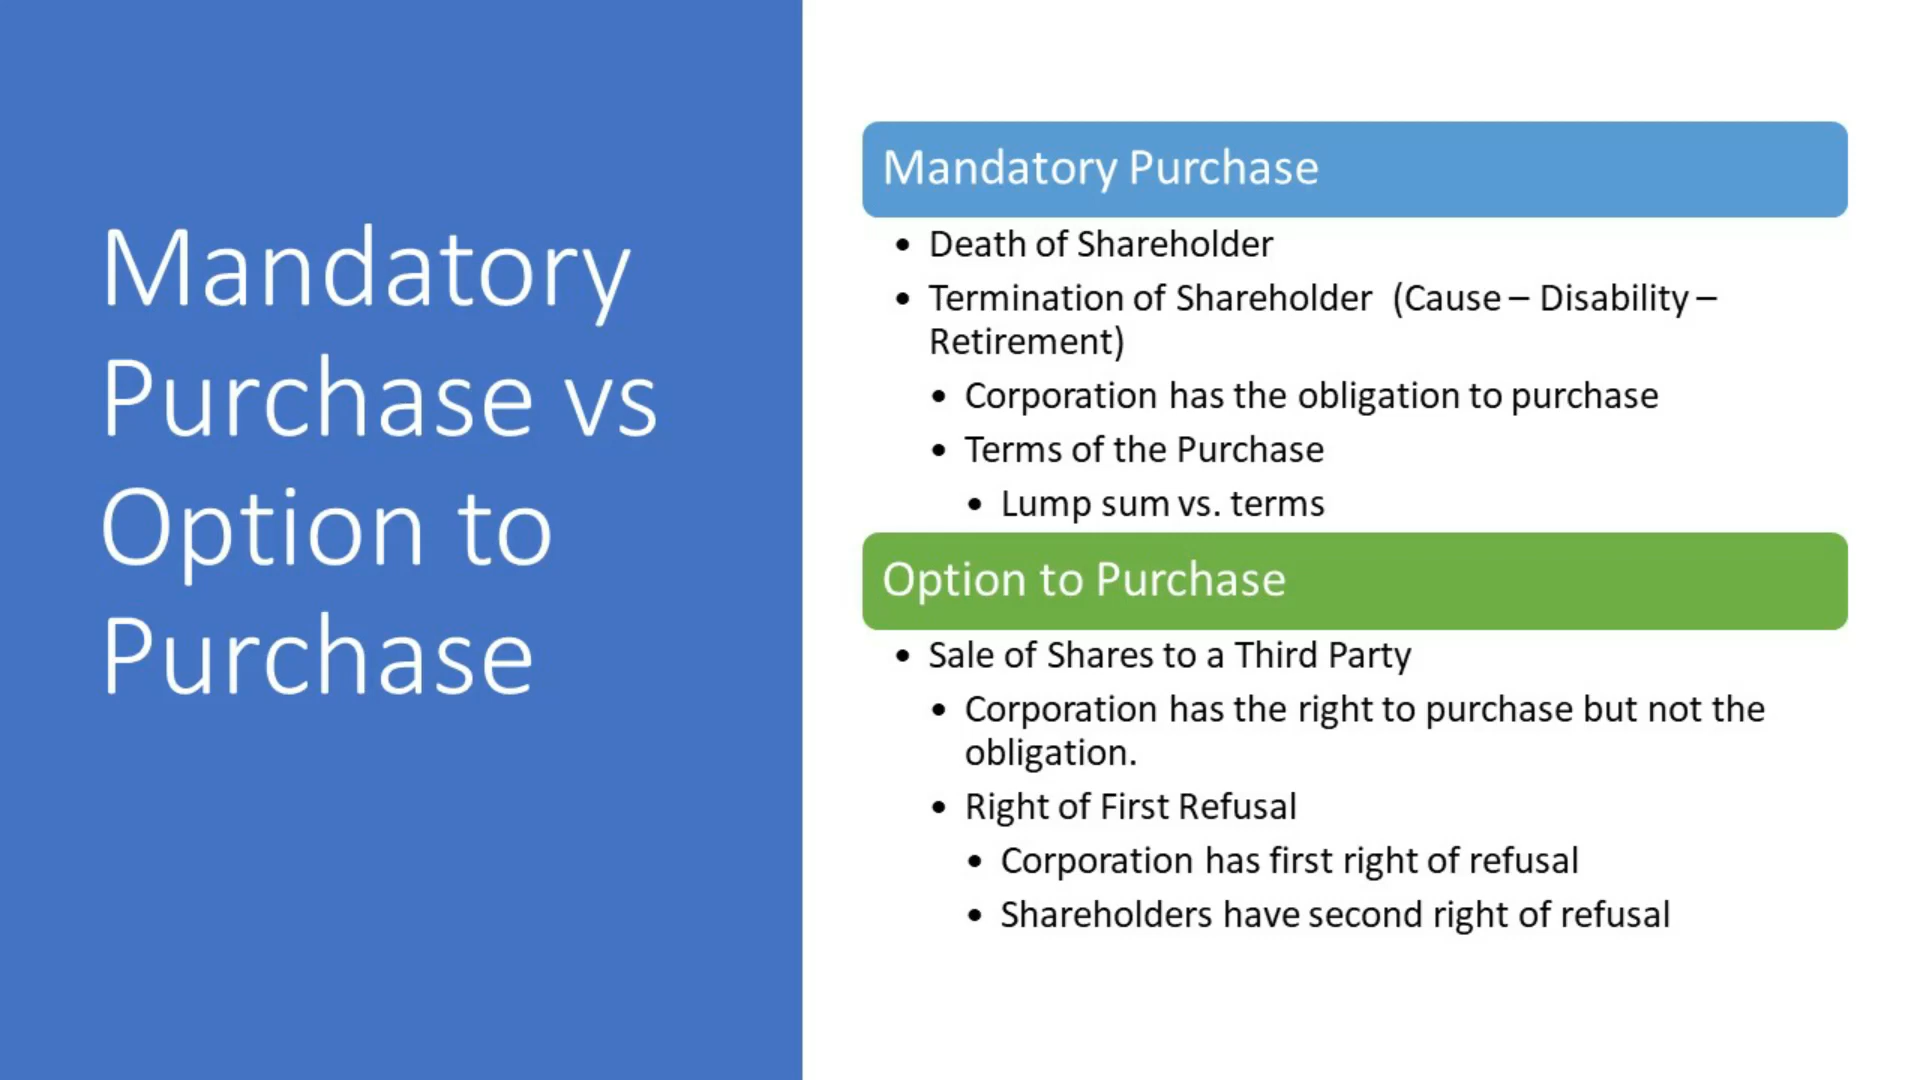 Mandatory
Purchase vs
Option to
Purchase
Mandatory Purchase
• Death of Shareholder
• Termination of Shareholder (Cause – Disability –
Retirement)
• Corporation has the obligation to purchase
• Terms of the Purchase
• Lump sum vs. terms
Option to Purchase
• Sale of Shares to a Third Party
• Corporation has the right to purchase but not the
obligation.
• Right of First Refusal
• Corporation has first right of refusal
• Shareholders have second right of refusal